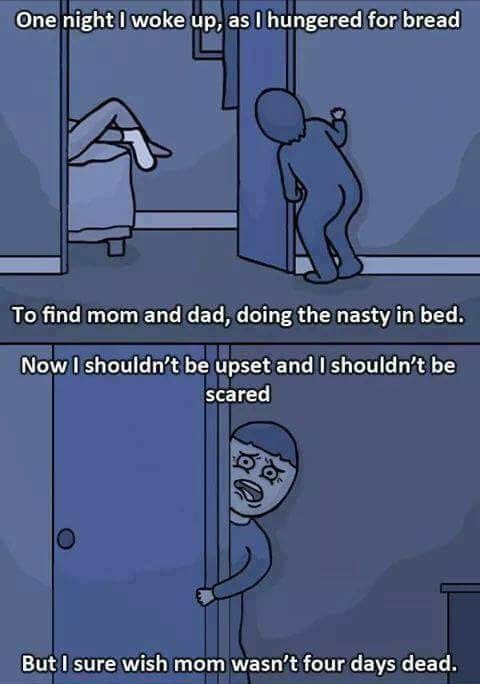 One night I woke up, as I hungered for bread
To find mom and dad, doing the nasty in bed.
Now I shouldn't be upset and I shouldn't be
scared
But I sure wish mom wasn't four days dead.